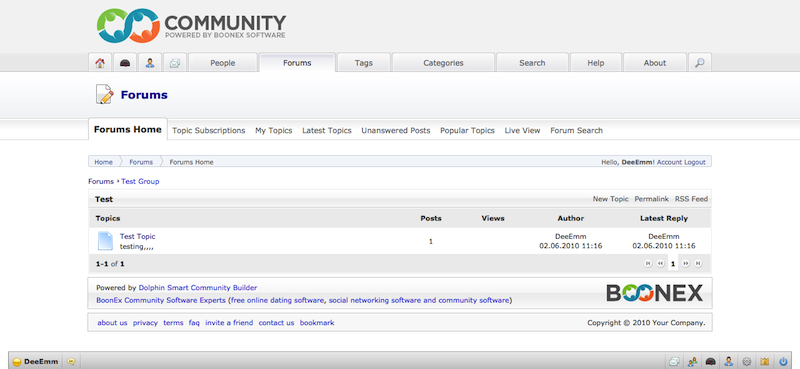 COMMUNITY
POWERED BY BOONEX SOFTWARE
People Forums Tags Categories Search Help About
Forums
Forums Home Topic Subscriptions My Topics Latest Topics Unanswered Posts Popular Topics Live View Forum Search
Home Forums Forums Home Hello, DeeEmm! Account Logout
Forums Test Group
Test New Topic Permalink RSS Feed
Topics Posts Views Author Latest Reply
Test Topic 1 DeeEmm DeeEmm
testing,,,, 02.06.2010 11:16 02.06.2010 11:16
1-1 of 1 1
Powered by Dolphin Smart Community Builder
BoonEx Community Software Experts (free online dating software, social networking software and community software)
BOONEX
about us privacy terms faq invite a friend contact us bookmark Copyright © 2010 Your Company.
DeeEmm